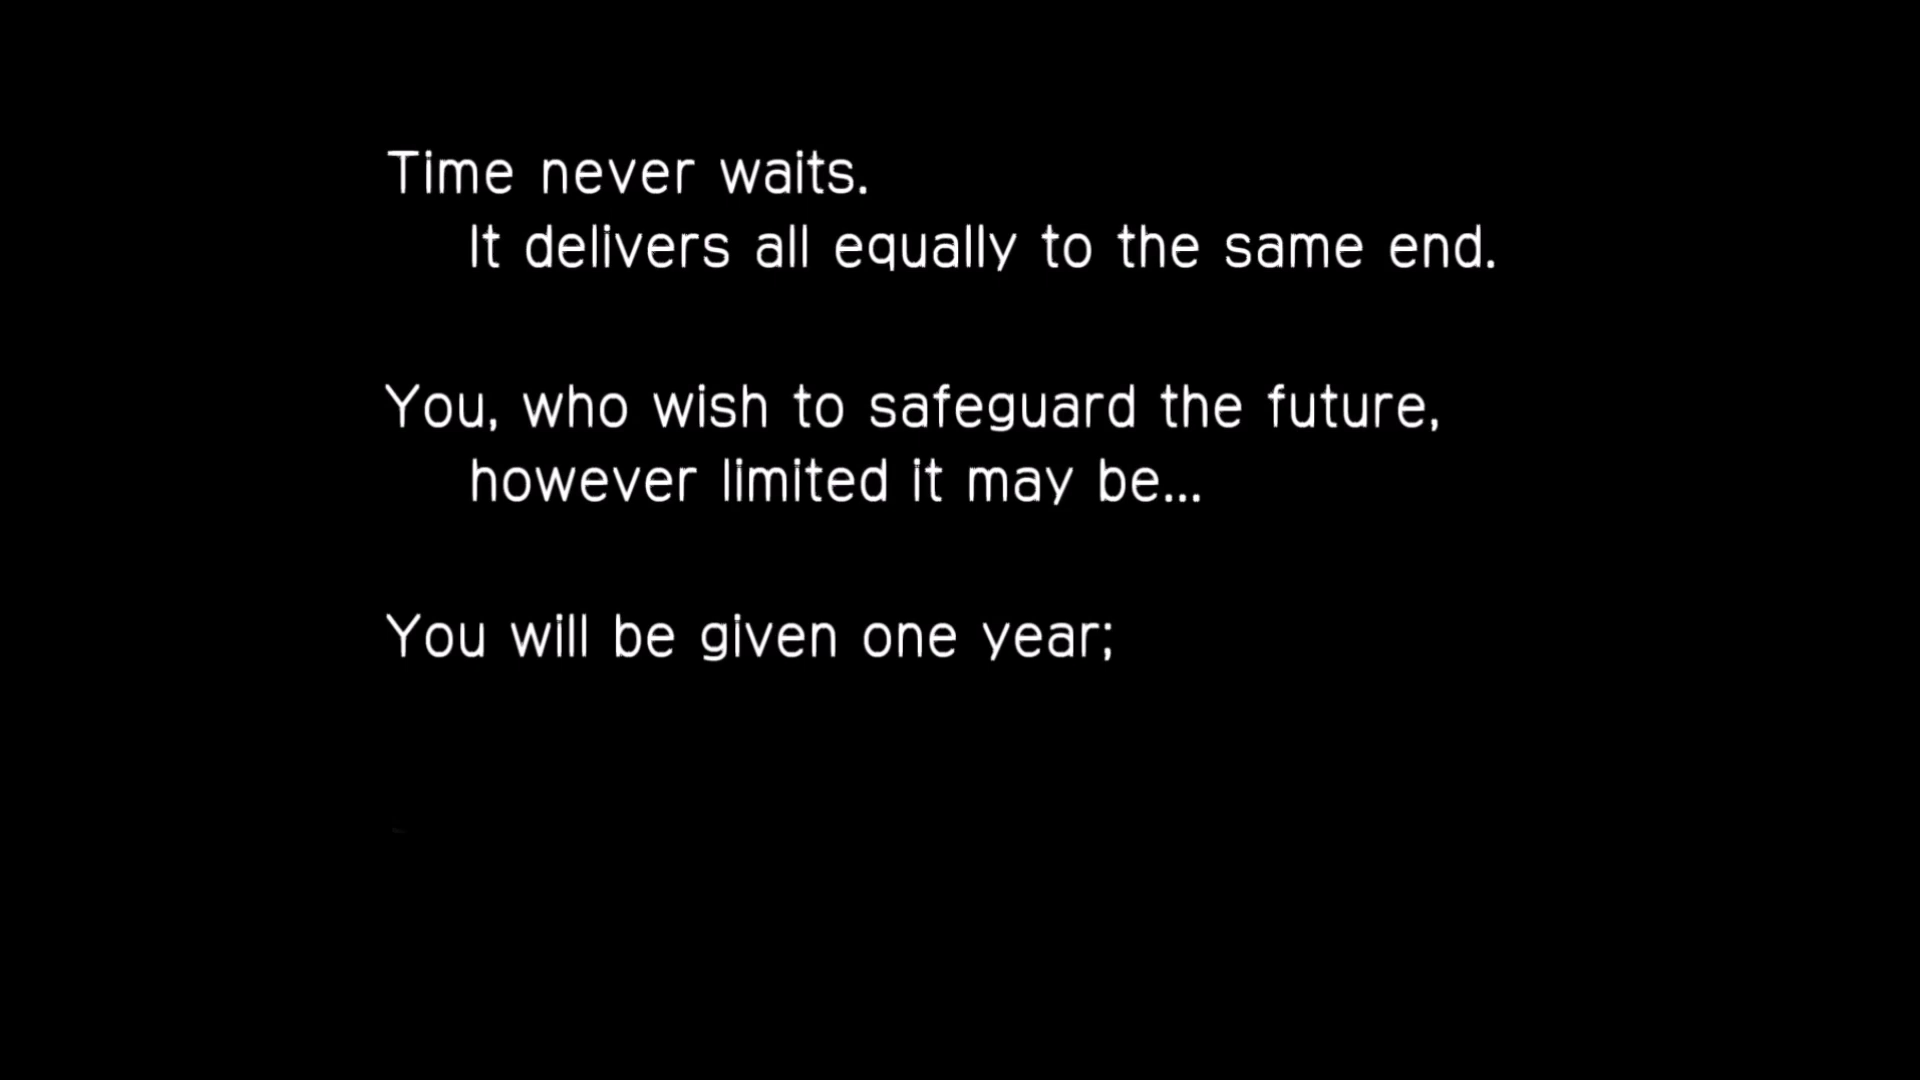 Time never waits.
It delivers all equally to the same end.
You, who wish to safeguard the future,
however limited it may be...
You will be given one year;